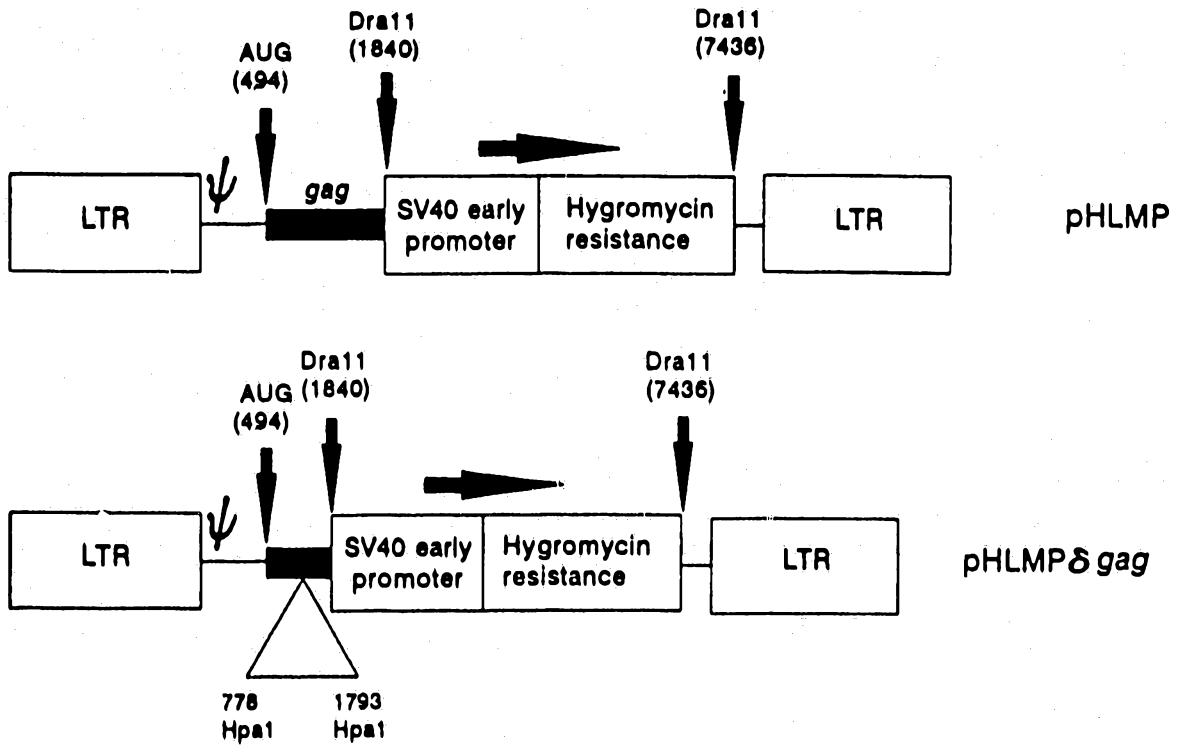 Dra11
(1840)
Dra11
(7436)
AUG
(494)
ψ
gag
LTR
SV40 early
promoter
Hygromycin
resistance
LTR
pHLMP
Dra11
(1840)
Dra11
(7436)
AUG
(494)
ψ
LTR
SV40 early
promoter
Hygromycin
resistance
LTR
pHLMPδ gag
778
Hpa1
1793
Hpa1